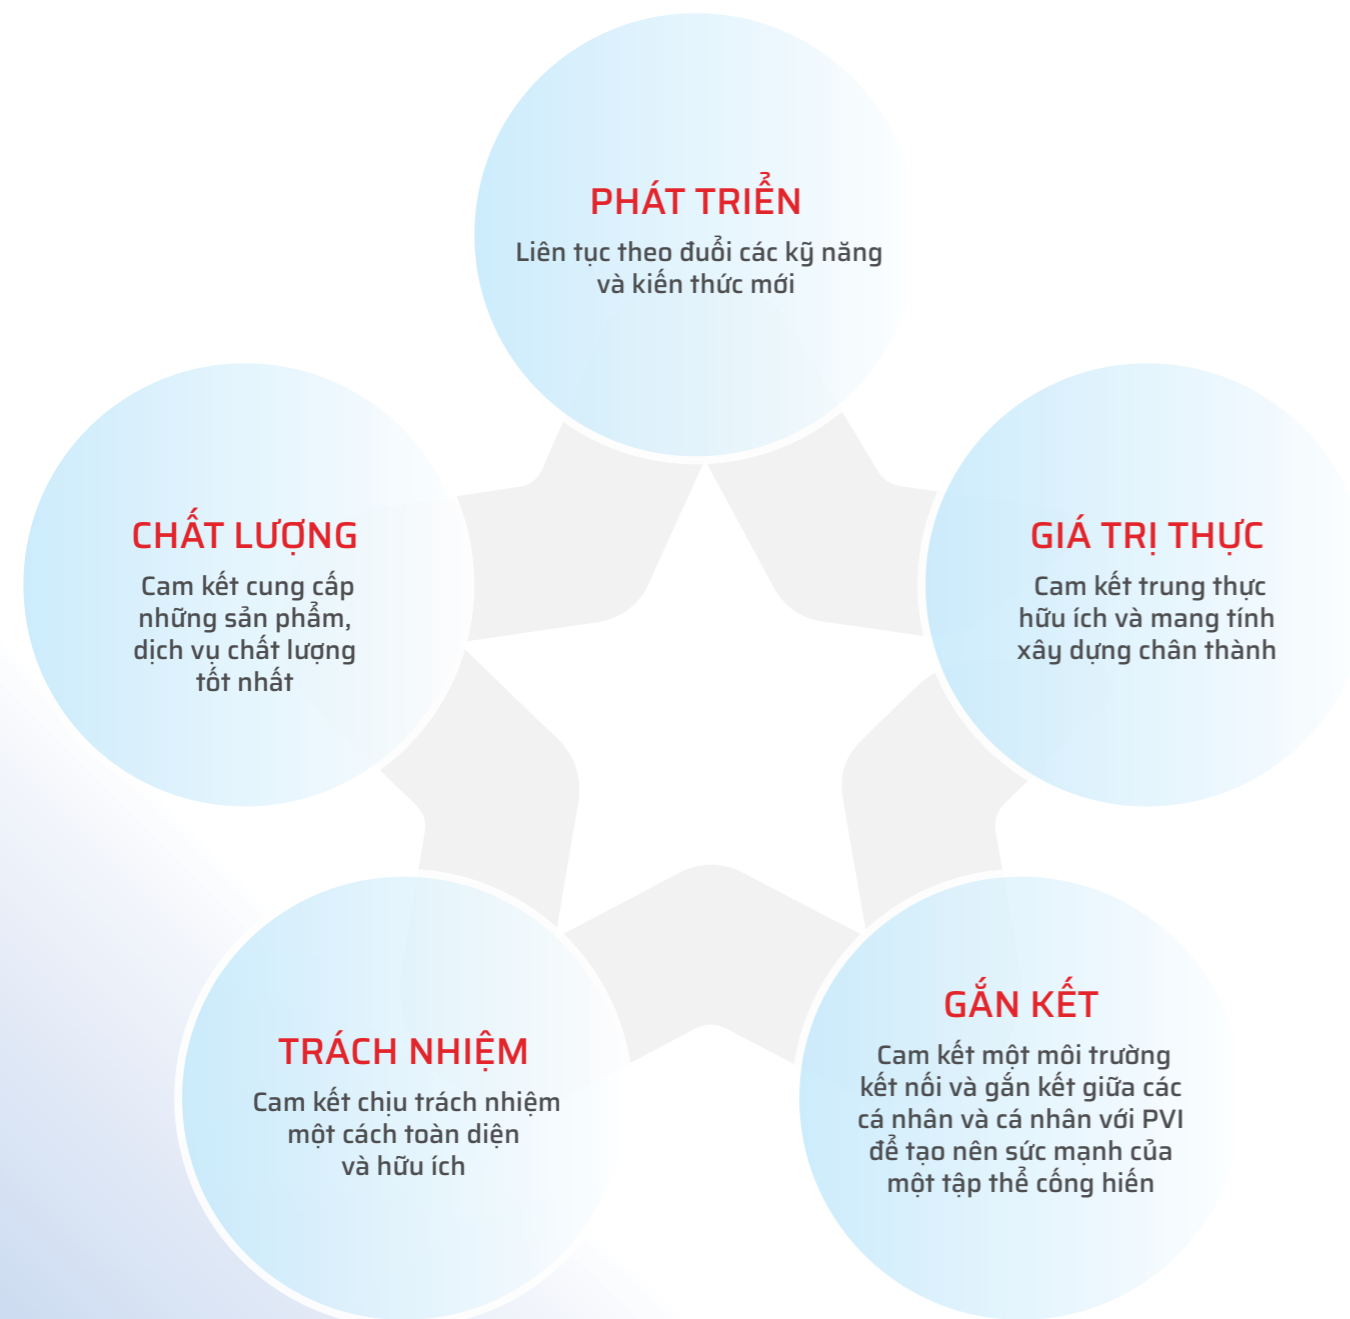 PHÁT TRIỂN
Liên tục theo đuổi các kỹ năng
và kiến thức mới
CHẤT LƯỢNG
Cam kết cung cấp
những sản phẩm,
dịch vụ chất lượng
tốt nhất
GIÁ TRỊ THỰC
Cam kết trung thực
hữu ích và mang tính
xây dựng chân thành
TRÁCH NHIỆM
Cam kết chịu trách nhiệm
một cách toàn diện
và hữu ích
GẮN KẾT
Cam kết một môi trường
kết nối và gắn kết giữa các
cá nhân và cá nhân với PVI
để tạo nên sức mạnh của
một tập thể cống hiến